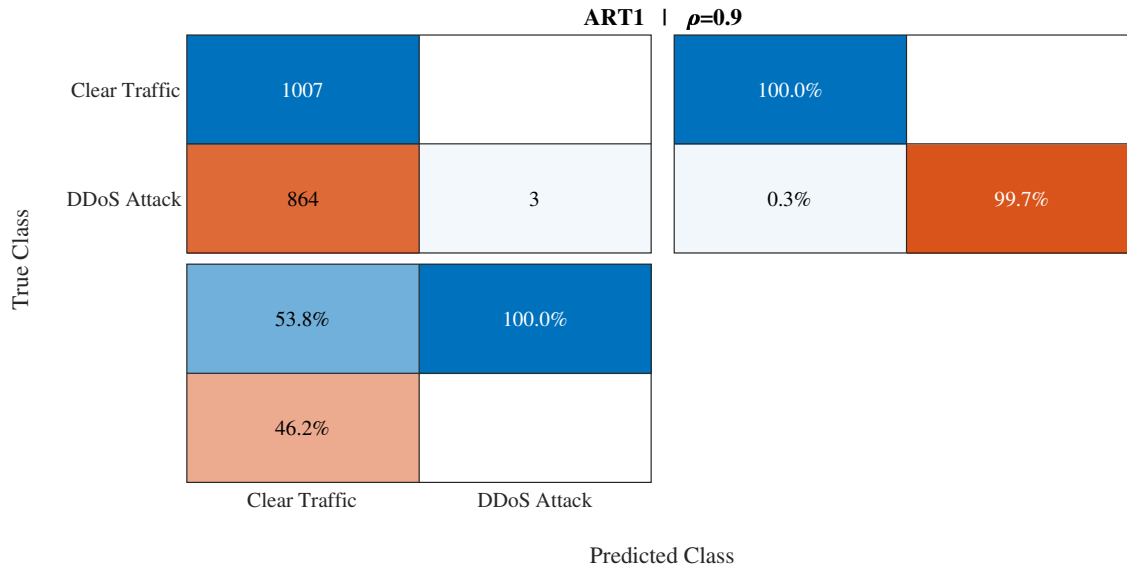 ART1 | ρ=0.9
Clear Traffic 1007 100.0%
DDoS Attack 864 3 0.3% 99.7%
True Class
53.8% 100.0%
46.2%
Clear Traffic DDoS Attack
Predicted Class